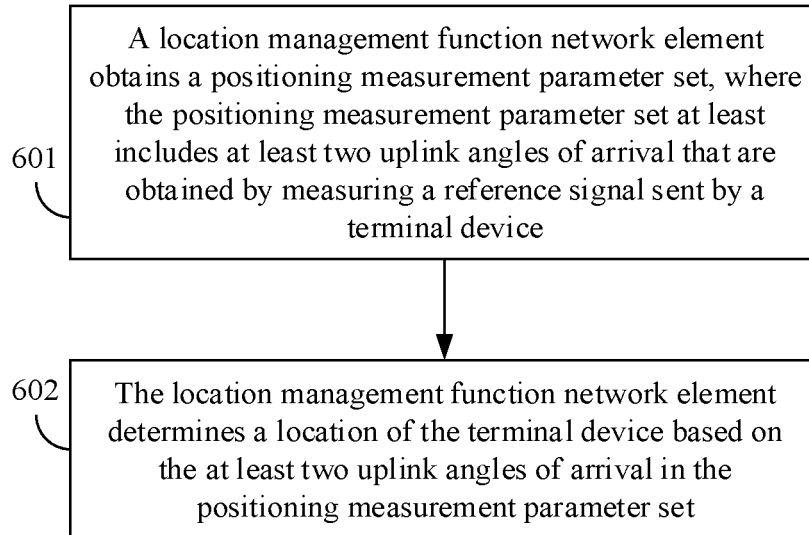 A location management function network element
obtains a positioning measurement parameter set, where
the positioning measurement parameter set at least
includes at least two uplink angles of arrival that are
obtained by measuring a reference signal sent by a
terminal device
601
602
The location management function network element
determines a location of the terminal device based on
the at least two uplink angles of arrival in the
positioning measurement parameter set